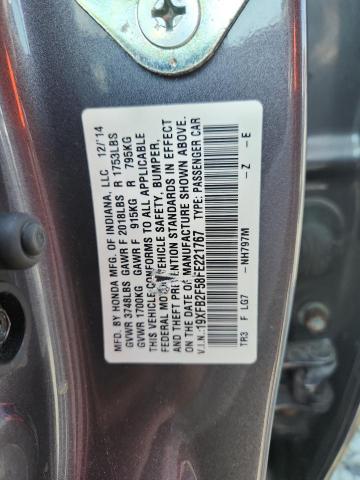 MFG. BY HONDA MFG. OF INDIANA, LLC 12/'14
GVWR 3748LBS GAWR F 2018LBS R 1753LBS
GVWR 1700KG GAWR F 915KG R 795KG
THIS VEHICLE CONFORMS TO ALL APPLICABLE
FEDERAL MOTOR VEHICLE SAFETY, BUMPER,
AND THEFT PREVENTION STANDARDS IN EFFECT
ON THE DATE OF MANUFACTURE SHOWN ABOVE.
V.I.N.:19XFB2F58FE221767 TYPE: PASSENGER CAR
TR3 F LG7 -NH797M -Z -E